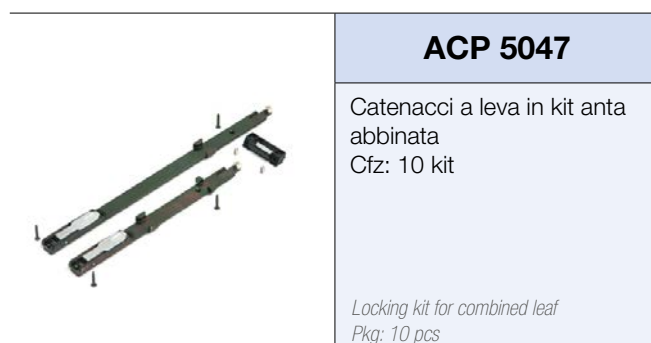 ACP 5047
Catenacci a leva in kit anta
abbinata
Cfz: 10 kit
Locking kit for combined leaf
Pkg: 10 pcs